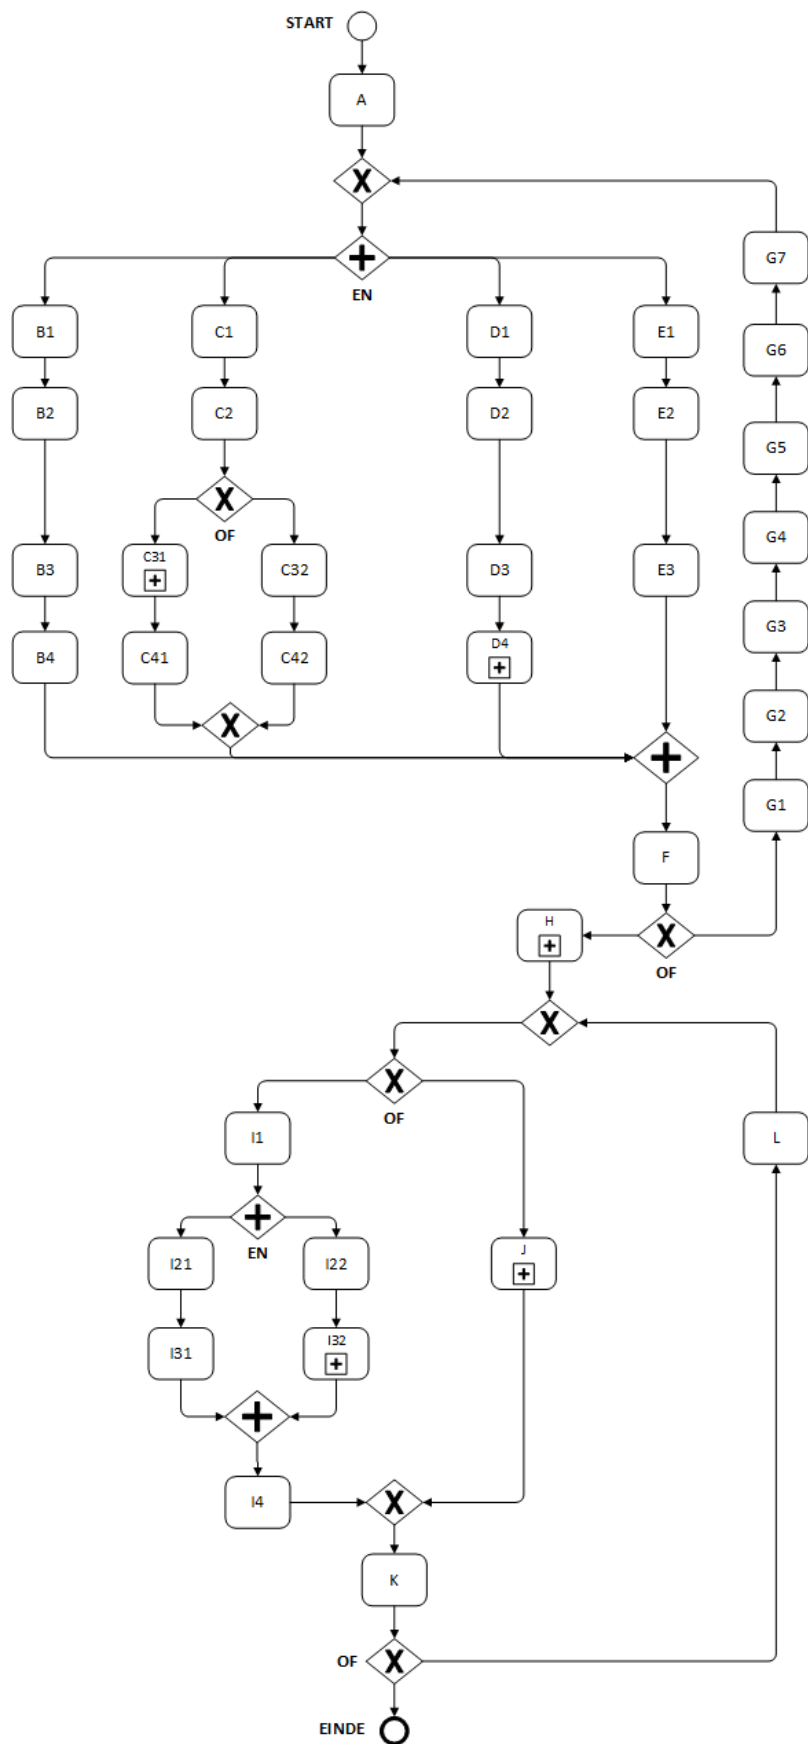 START
A
X
EN
G7
B1
C1
D1
E1
G6
B2
C2
D2
E2
G5
X
OF
G4
B3
C31
C32
D3
E3
G3
B4
C41
C42
D4
G2
X
G1
F
H
X
OF
X
X
OF
I1
L
EN
I21
I22
J
I31
I32
I4
X
K
OF
X
EINDE